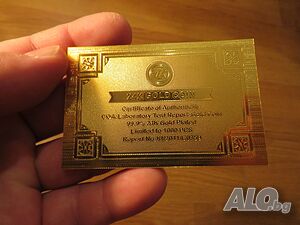 24K GOLD COIN
Certificate of Authenticity
Laboratory Test Report
99.9% 24K Gold Plated
Limited to 1000 PCS
Report No
ALO.bg